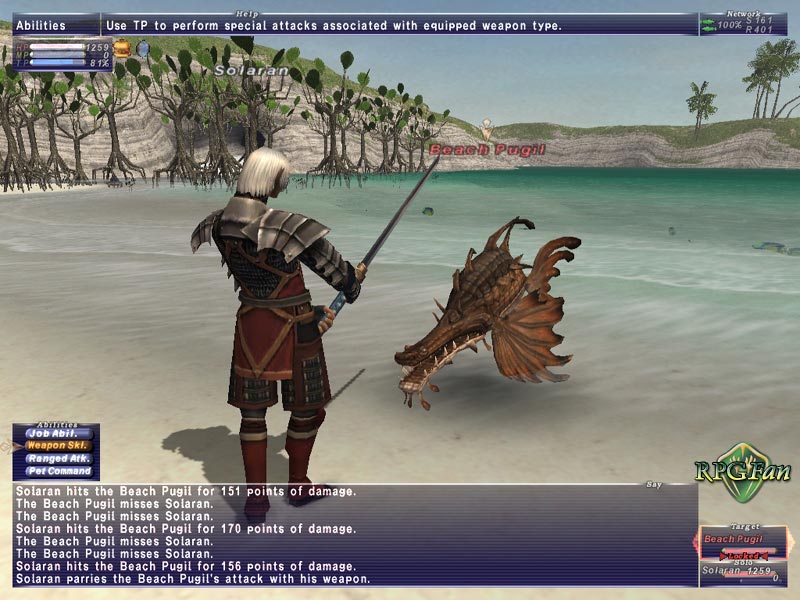 Help
Network
Abilities
Use TP to perform special attacks associated with equipped weapon type.
100% S 161
R 401
HP 1259
MP 0
TP 81%
Solaran
Beach Pugil
Abilities
Job Abil.
Weapon Skl.
Ranged Atk.
Pet Command
RPGFan
Say
Solaran hits the Beach Pugil for 151 points of damage.
The Beach Pugil misses Solaran.
The Beach Pugil misses Solaran.
Solaran hits the Beach Pugil for 170 points of damage.
The Beach Pugil misses Solaran.
The Beach Pugil misses Solaran.
Solaran hits the Beach Pugil for 156 points of damage.
Solaran parries the Beach Pugil's attack with his weapon.
Target
Beach Pugil
Locked
Solo
Solaran 1259
0